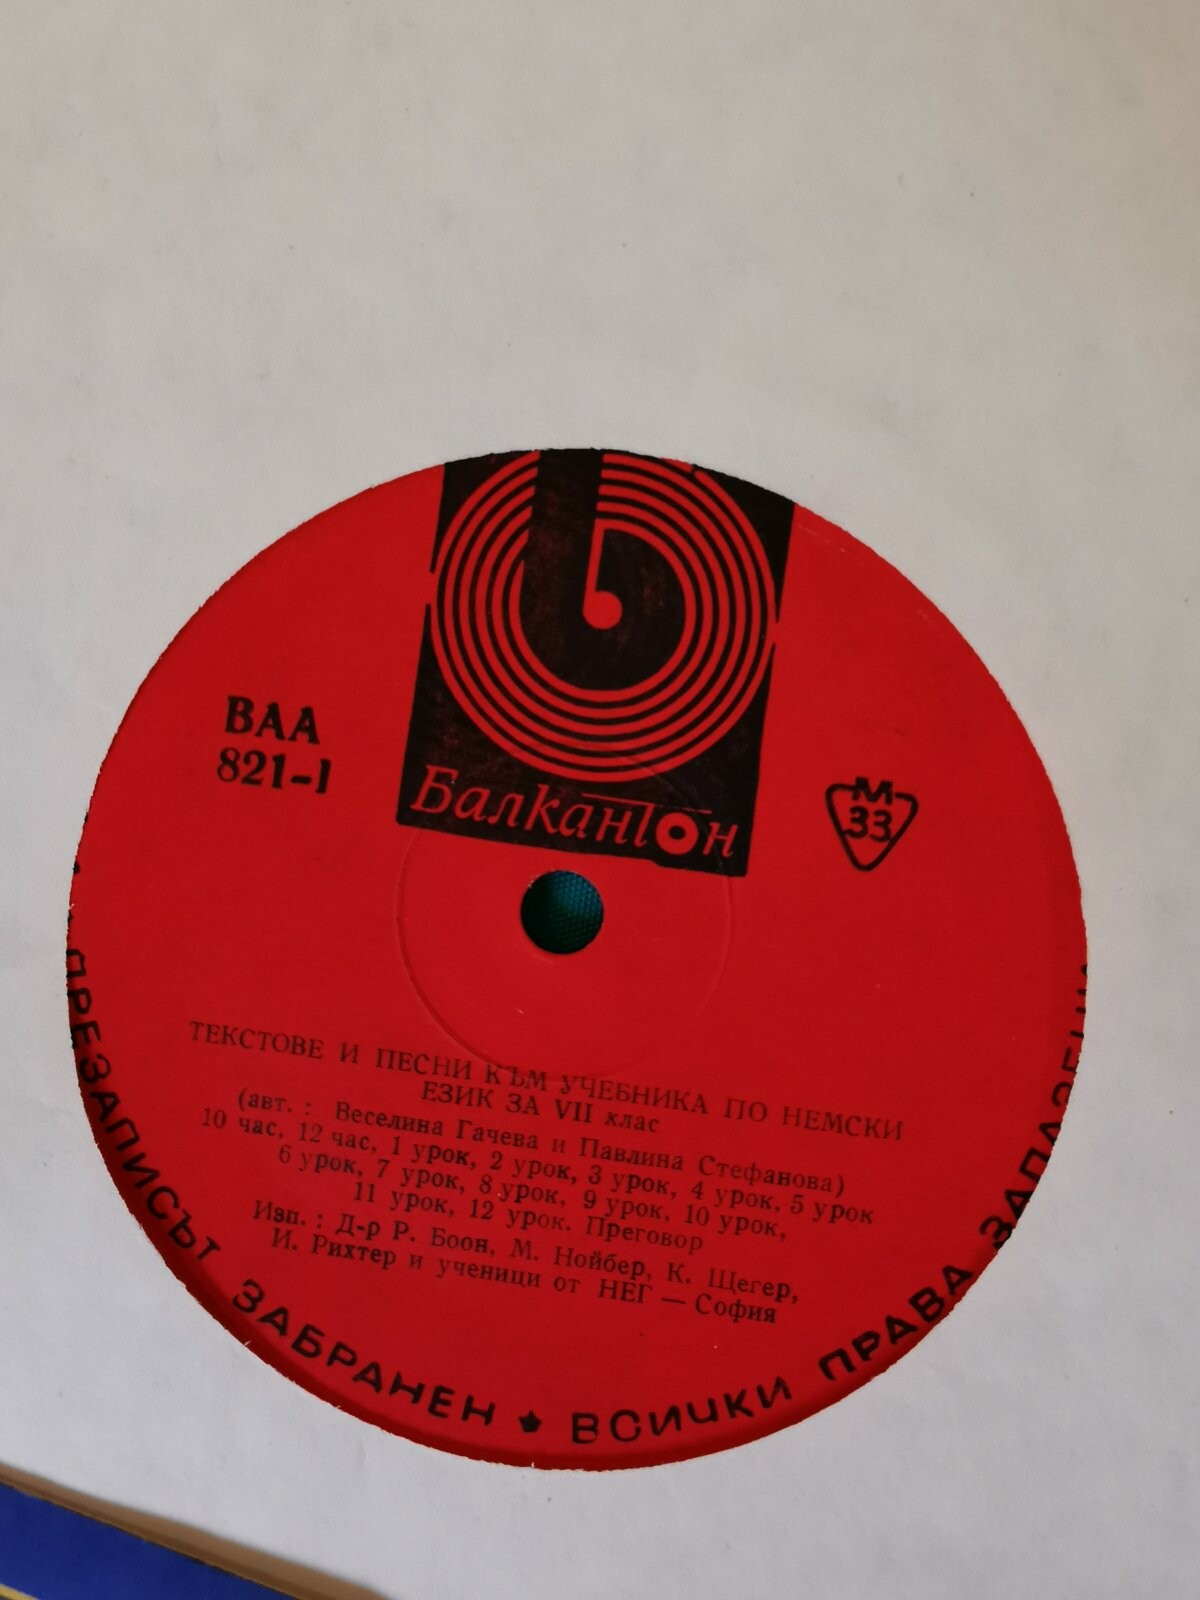 Балкантон
ВАА
821-I
М
33
ТЕКСТОВЕ И ПЕСНИ КЪМ УЧЕБНИКА ПО НЕМСКИ
ЕЗИК ЗА VII клас
(авт. : Веселина Гачева и Павлина Стефанова)
10 час, 12 час, 1 урок, 2 урок, 3 урок, 4 урок, 5 урок
6 урок, 7 урок, 8 урок, 9 урок, 10 урок,
11 урок, 12 урок. Преговор
Изп. : Д-р Р. Боон, М. Нойбер, К. Щегер,
И. Рихтер и ученици от НЕГ — София
ПРЕЗАПИСЪТ ЗАБРАНЕН ВСИЧКИ ПРАВА ЗАПАЗЕНИ